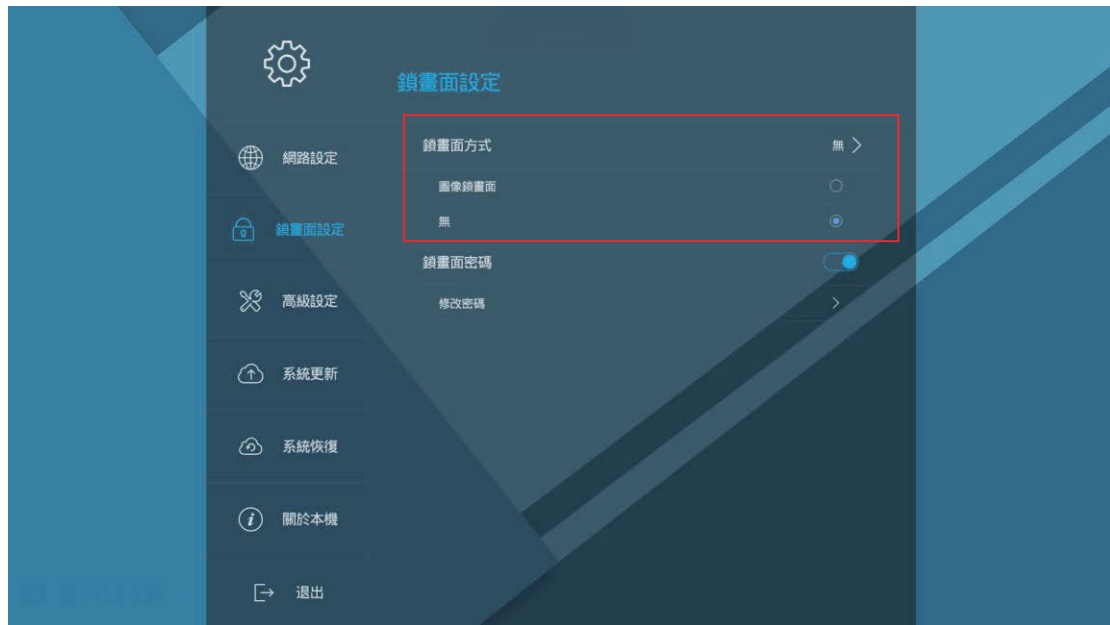 鎖畫面設定
網路設定
鎖畫面設定
高級設定
系統更新
系統恢復
關於本機
退出
鎖畫面方式 無
圖像鎖畫面
無
鎖畫面密碼
修改密碼